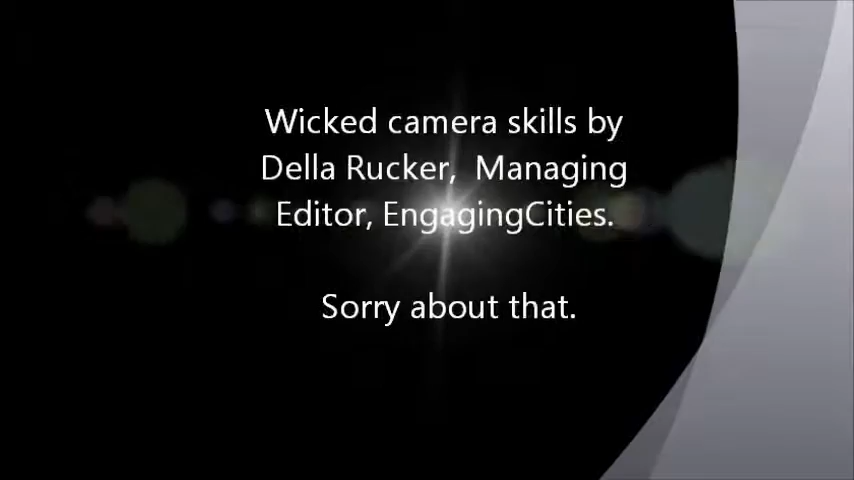 Wicked camera skills by
Della Rucker,  Managing
Editor, EngagingCities.
Sorry about that.